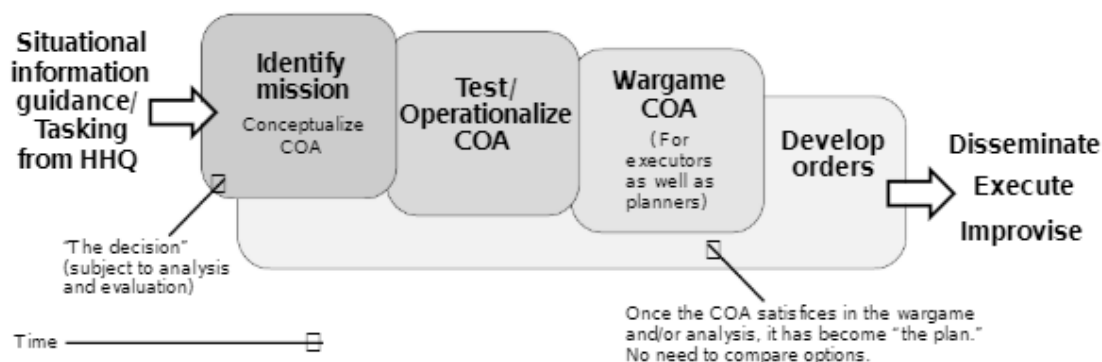 Situational
information
guidance/
Tasking
from HHQ
Identify
mission
Conceptualize
COA
Test/
Operationalize
COA
Wargame
COA
(For
executors
as well as
planners)
Develop
orders
Disseminate
Execute
Improvise
"The decision"
(subject to analysis
and evaluation)
Once the COA satisfices in the wargame
and/or analysis, it has become “the plan.”
No need to compare options.
Time